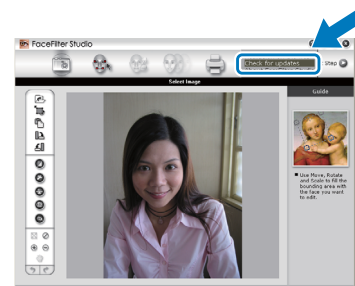 FaceFilter Studio
Check for updates
Step
Select Image
Guide
Use Move, Rotate
and Scale to fill the
bounding area with
the face you want
to edit.